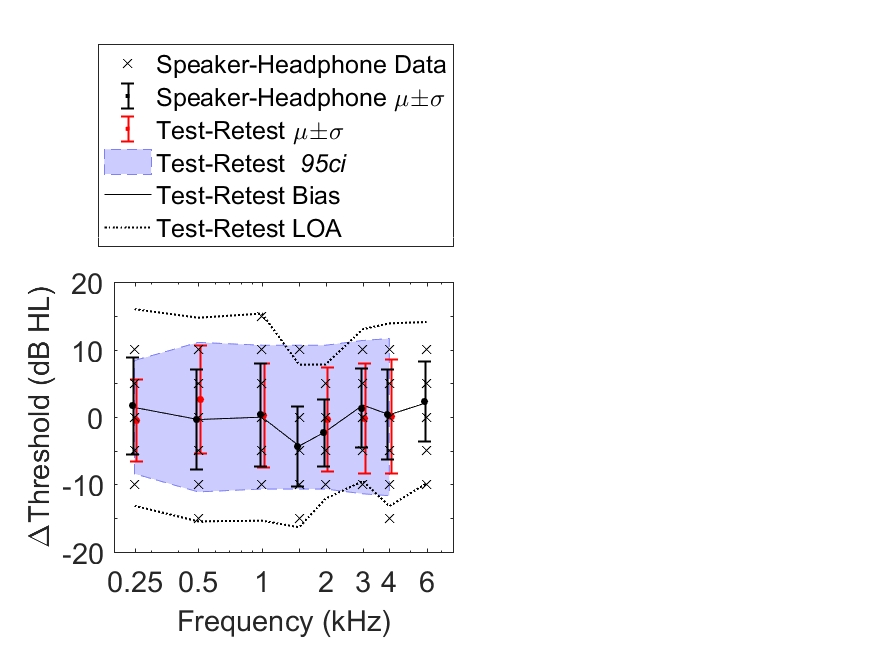 Speaker-Headphone Data
Speaker-Headphone μ±σ
Test-Retest μ±σ
Test-Retest 95ci
Test-Retest Bias
Test-Retest LOA
ΔThreshold (dB HL)
20
10
0
-10
-20
0.25 0.5 1 2 3 4 6
Frequency (kHz)